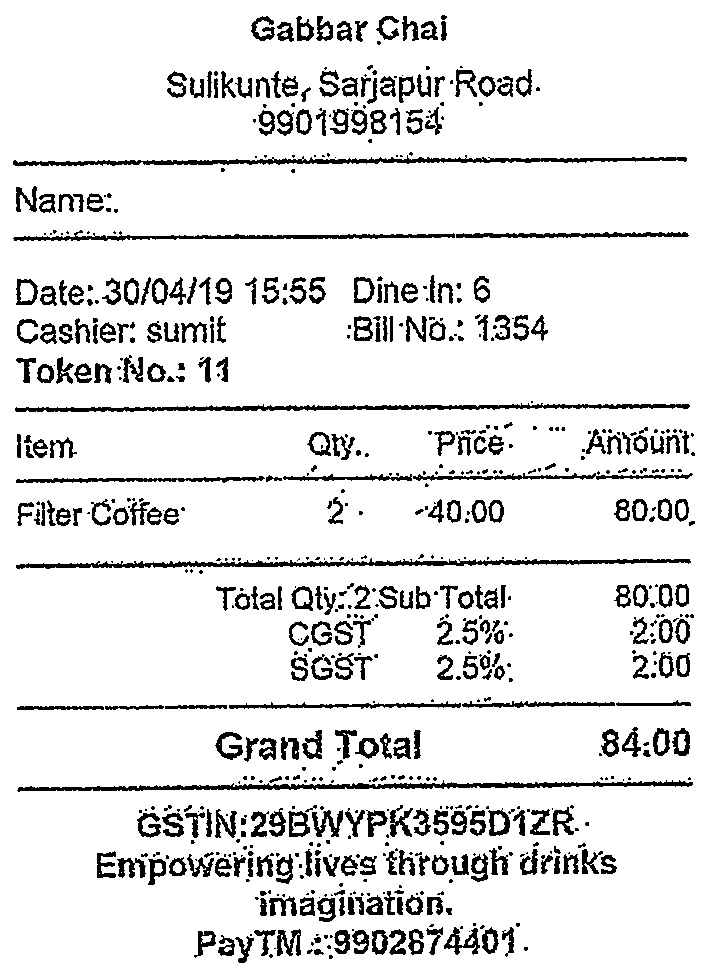 Gabbar Chai
Sulikunte, Sarjapur Road
9901998154
Name:
Date: 30/04/19 15:55 Dine In: 6
Cashier: sumit Bill No.: 1354
Token No.: 11
Item Qty. Price Amount
Filter Coffee 2 40.00 80.00
Total Qty: 2 Sub Total 80.00
CGST 2.5% 2.00
SGST 2.5% 2.00
Grand Total 84.00
GSTIN:29BWYPK3595D1ZR
Empowering lives through drinks
imagination.
PayTM : 9902874401